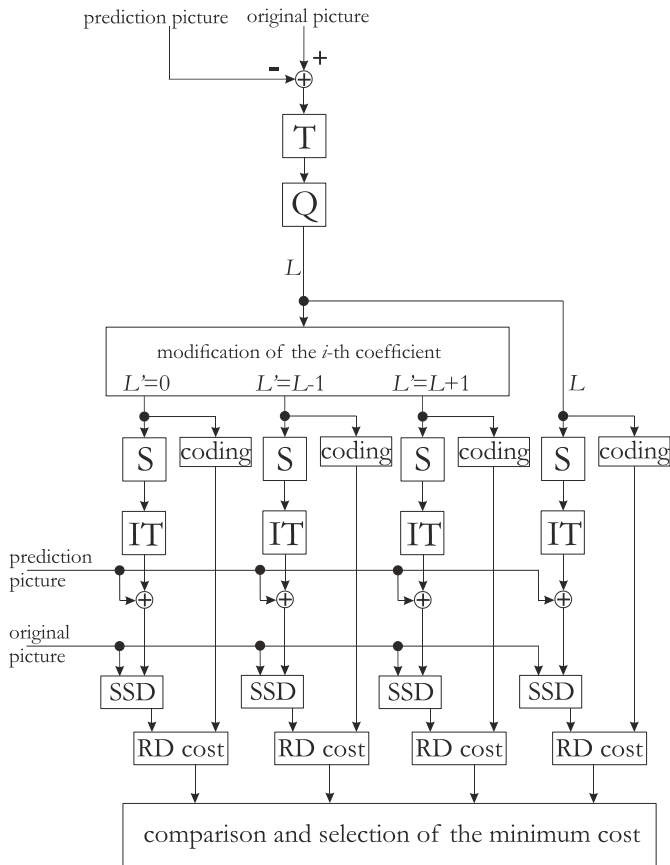 prediction picture
original picture
- +
+
T
Q
L
modification of the i-th coefficient
L'=0 L'=L-1 L'=L+1
L
S coding S coding S coding S coding
IT IT IT IT
prediction
picture
+ + + +
original
picture
SSD SSD SSD SSD
RD cost RD cost RD cost RD cost
comparison and selection of the minimum cost